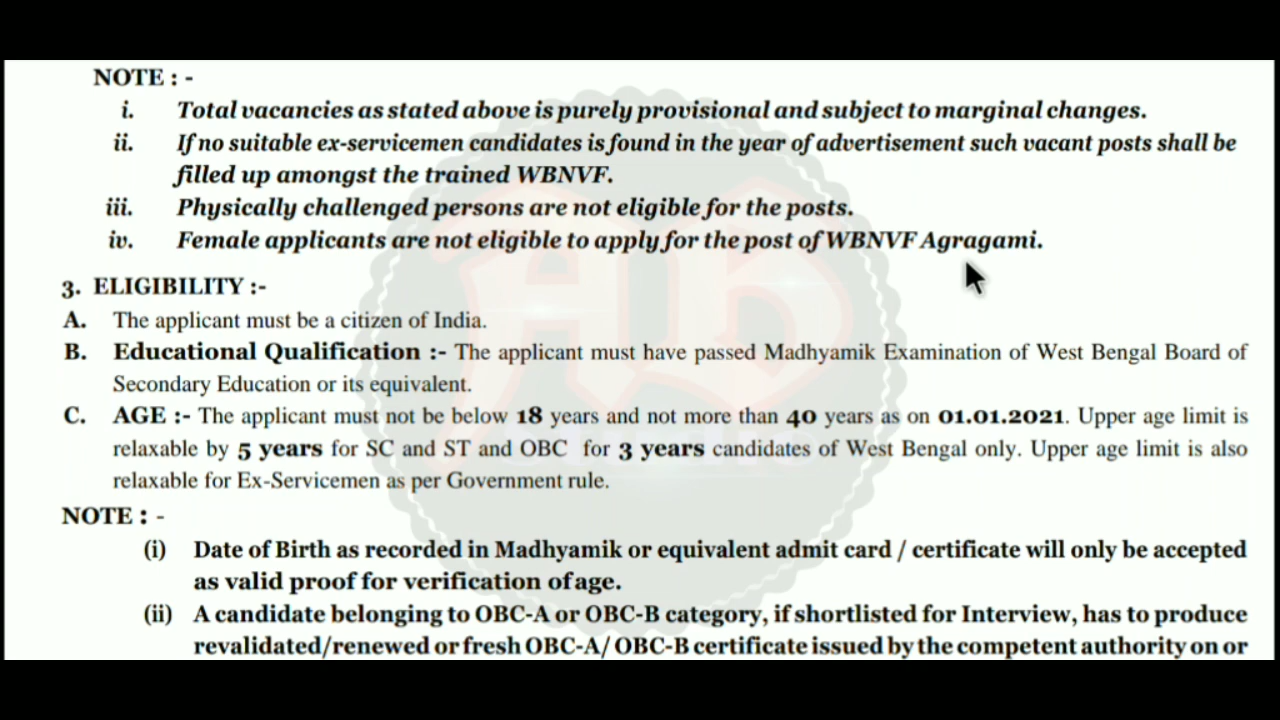 NOTE : -
i. Total vacancies as stated above is purely provisional and subject to marginal changes.
ii. If no suitable ex-servicemen candidates is found in the year of advertisement such vacant posts shall be
filled up amongst the trained WBNVF.
iii. Physically challenged persons are not eligible for the posts.
iv. Female applicants are not eligible to apply for the post of WBNVF Agragami.
3. ELIGIBILITY :-
A. The applicant must be a citizen of India.
B. Educational Qualification :- The applicant must have passed Madhyamik Examination of West Bengal Board of
Secondary Education or its equivalent.
C. AGE :- The applicant must not be below 18 years and not more than 40 years as on 01.01.2021. Upper age limit is
relaxable by 5 years for SC and ST and OBC for 3 years candidates of West Bengal only. Upper age limit is also
relaxable for Ex-Servicemen as per Government rule.
NOTE : -
(i) Date of Birth as recorded in Madhyamik or equivalent admit card / certificate will only be accepted
as valid proof for verification of age.
(ii) A candidate belonging to OBC-A or OBC-B category, if shortlisted for Interview, has to produce
revalidated/renewed or fresh OBC-A/ OBC-B certificate issued by the competent authority on or